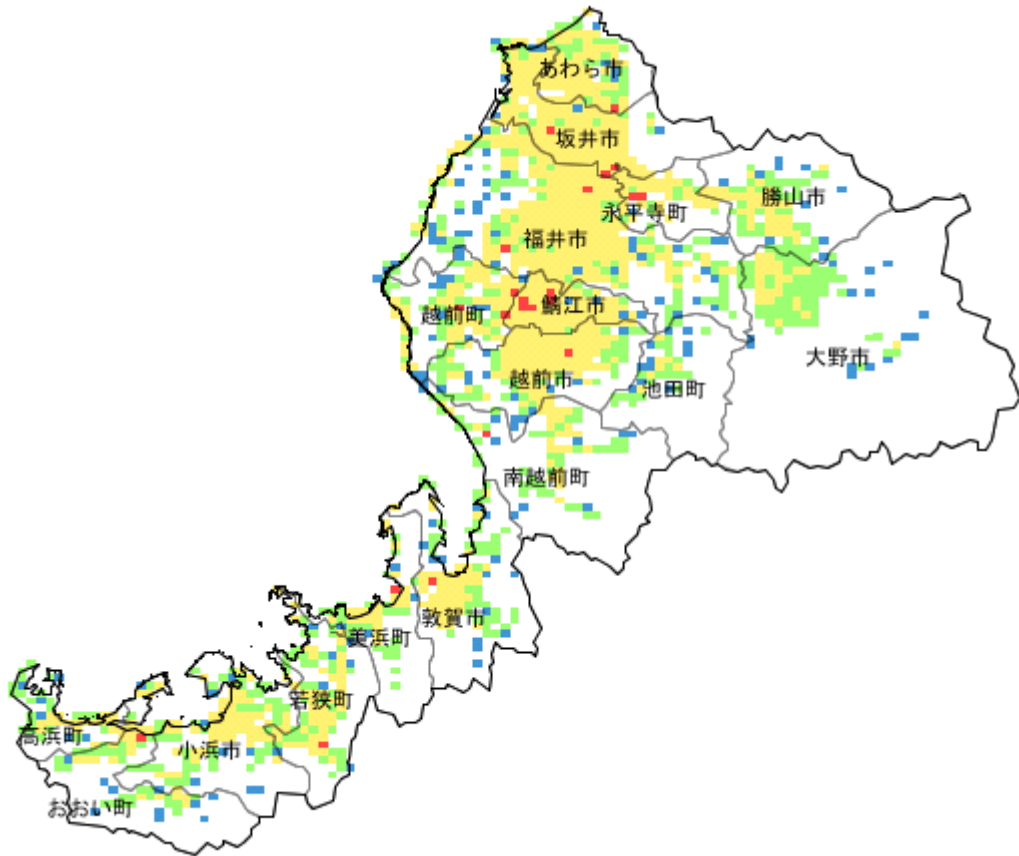 あわら市
坂井市
勝山市
永平寺町
福井市
鯖江市
越前町
大野市
越前市
池田町
南越前町
敦賀市
美浜町
若狭町
高浜町
小浜市
おおい町